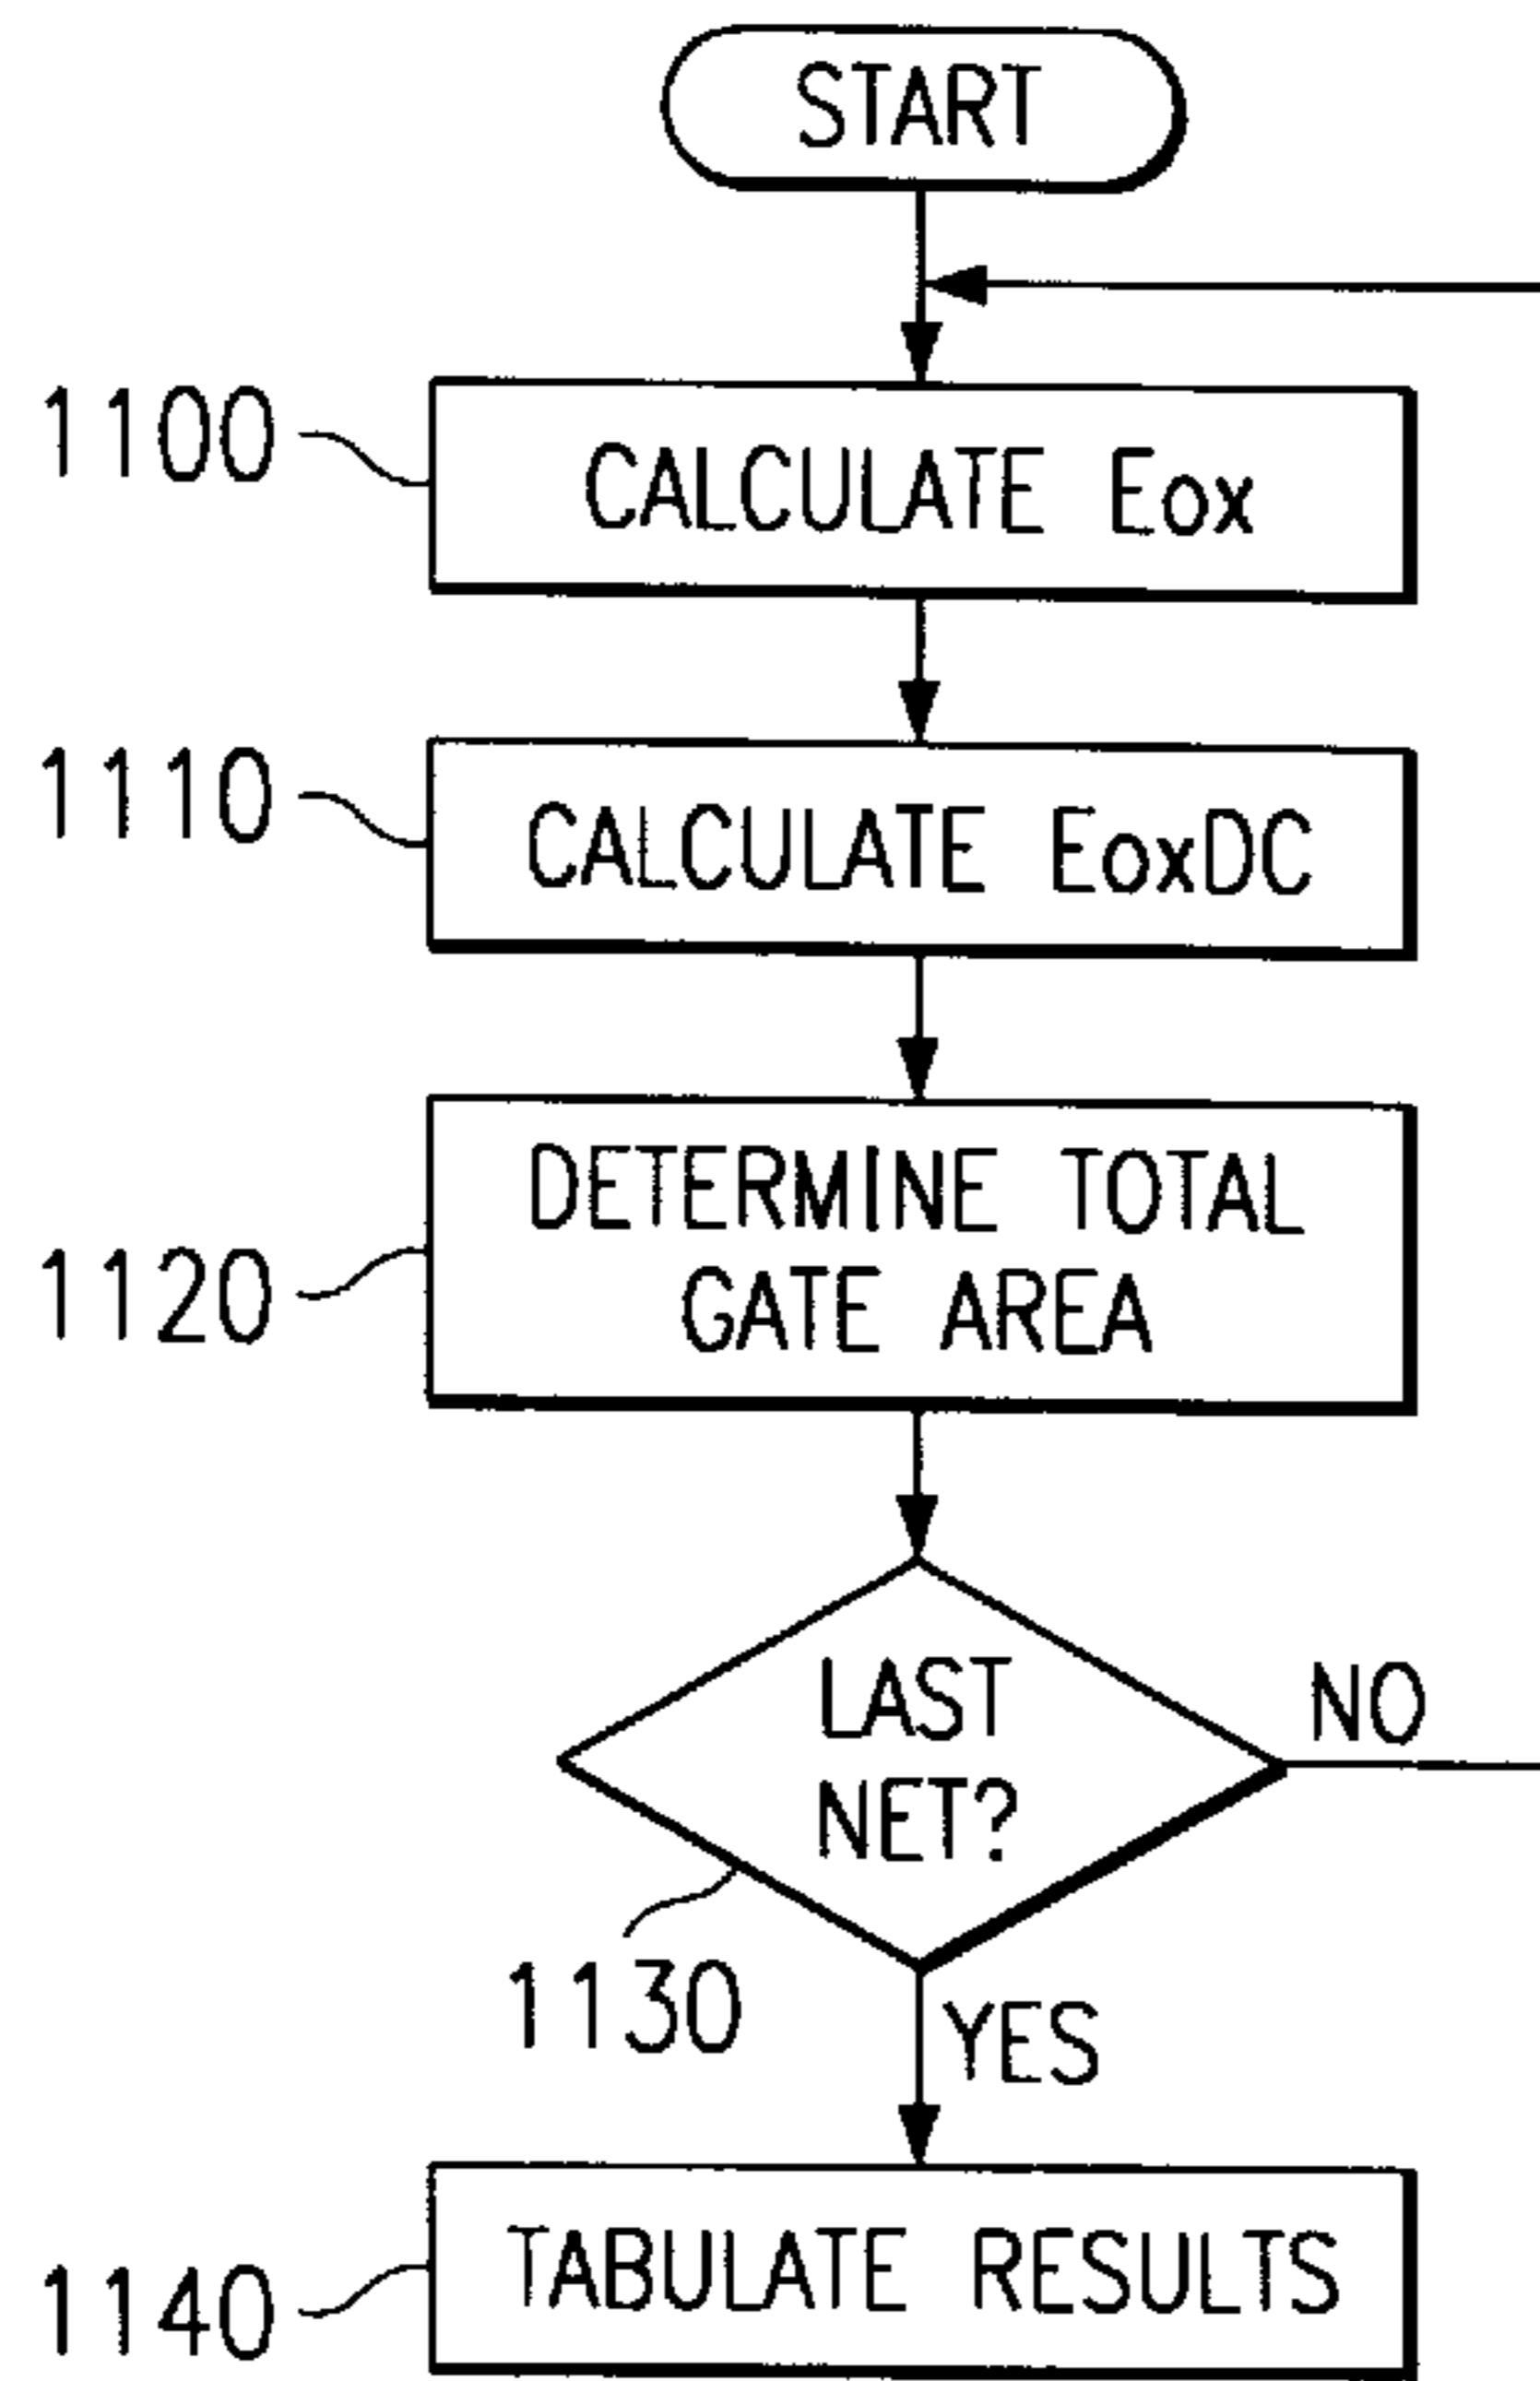 START
1100
CALCULATE Eox
1110
CALCULATE EoxDC
1120
DETERMINE TOTAL
GATE AREA
LAST
NET?
NO
1130
YES
1140
TABULATE RESULTS